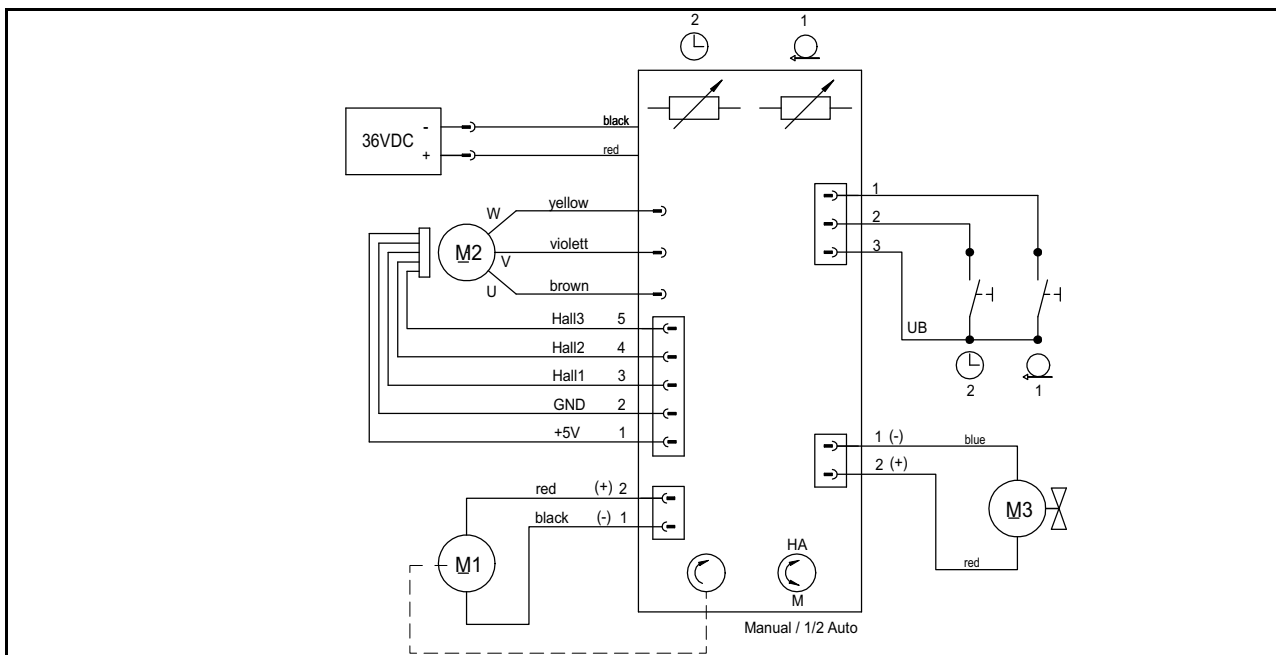 2 1
36VDC
-
+
black
red
W yellow
V violett
U brown
M2
Hall3 5
Hall2 4
Hall1 3
GND 2
+5V 1
red (+) 2
black (-) 1
M1
1
2
3
UB
2 1
1 (-) blue
2 (+)
M3
red
HA
M
Manual / 1/2 Auto